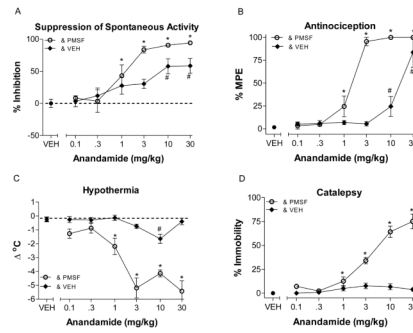 A
Suppression of Spontaneous Activity
100
50
0
-50
% Inhibition
& PMSF
& VEH
* * * *
# #
VEH 0.1 .3 1 3 10 30
Anandamide (mg/kg)
B
Antinociception
100
75
50
25
0
% MPE
& PMSF
& VEH
* * * *
# #
VEH 0.1 .3 1 3 10 30
Anandamide (mg/kg)
C
Hypothermia
1
0
-1
-2
-3
-4
-5
-6
Δ ºC
& PMSF
& VEH
#
* * * *
VEH 0.1 .3 1 3 10 30
Anandamide (mg/kg)
D
Catalepsy
100
75
50
25
0
% Immobility
& PMSF
& VEH
* * * *
VEH 0.1 .3 1 3 10 30
Anandamide (mg/kg)